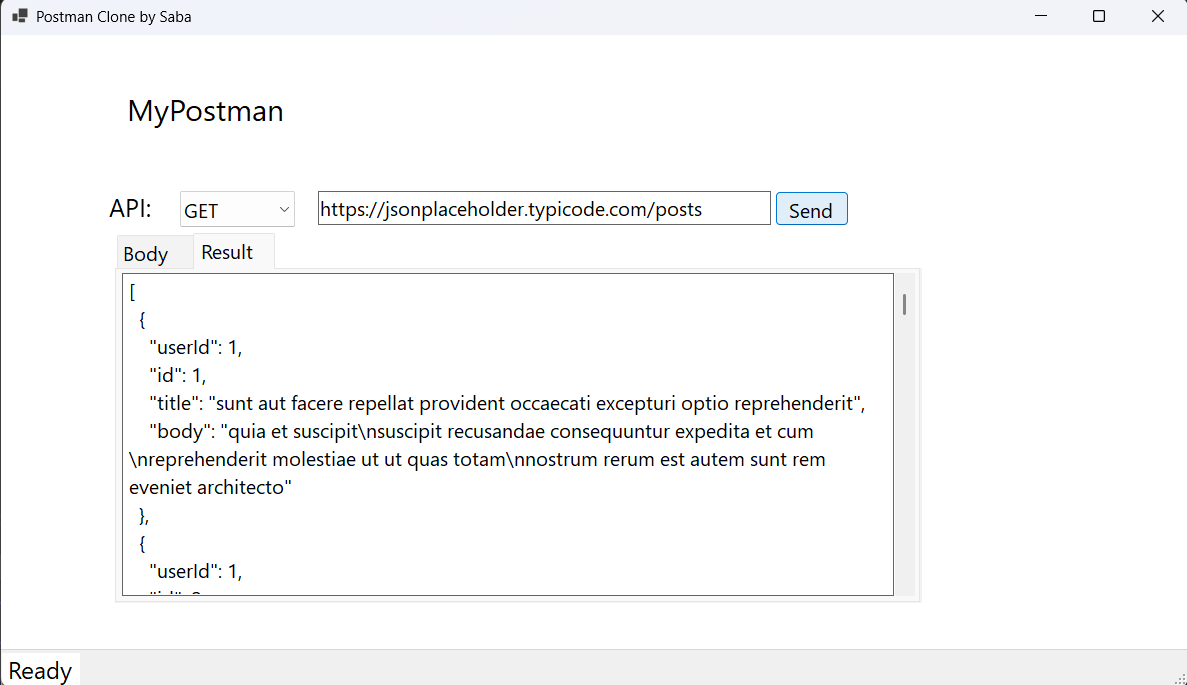 Postman Clone by Saba
MyPostman
API: GET https://jsonplaceholder.typicode.com/posts Send
Body Result
[
{
"userId": 1,
"id": 1,
"title": "sunt aut facere repellat provident occaecati excepturi optio reprehenderit",
"body": "quia et suscipit\nsuscipit recusandae consequuntur expedita et cum
\nreprehenderit molestiae ut ut quas totam\nnostrum rerum est autem sunt rem
eveniet architecto"
},
{
"userId": 1,
Ready